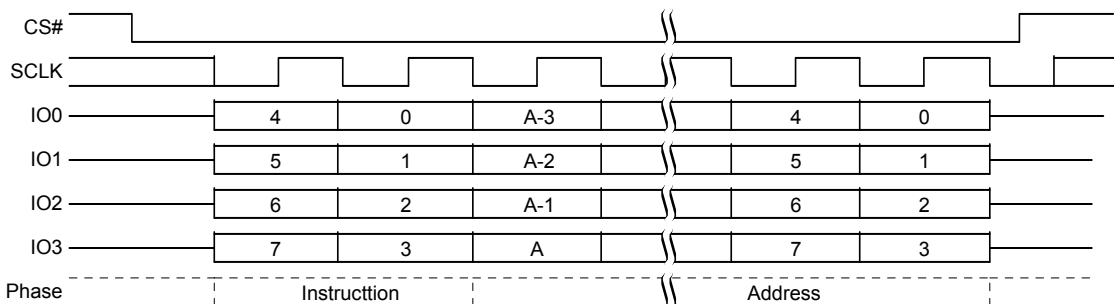 CS#
SCLK
IO0 4 0 A-3 4 0
IO1 5 1 A-2 5 1
IO2 6 2 A-1 6 2
IO3 7 3 A 7 3
Phase Instructtion Address